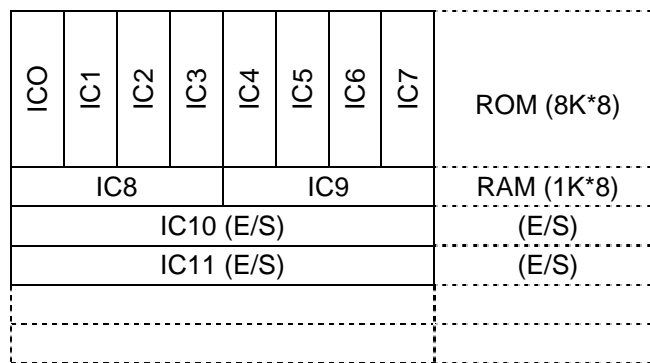 ICO IC1 IC2 IC3 IC4 IC5 IC6 IC7 ROM (8K*8)
IC8 IC9 RAM (1K*8)
IC10 (E/S) (E/S)
IC11 (E/S) (E/S)